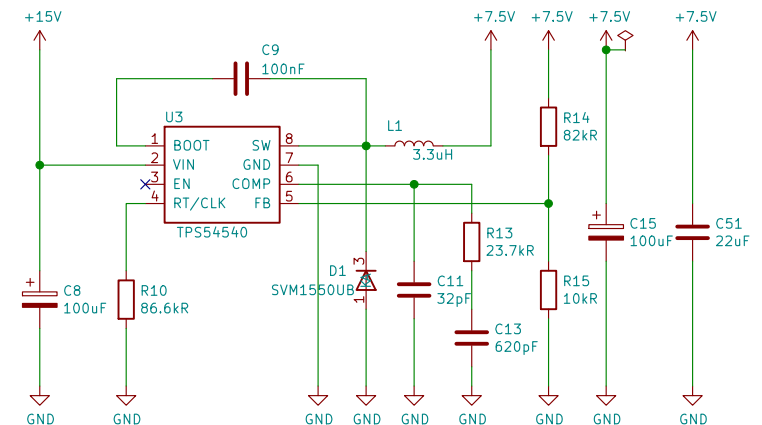 +15V
+7.5V
+7.5V
+7.5V
+7.5V
C9
100nF
U3
1
BOOT
SW
8
2
VIN
GND
7
3
EN
COMP
6
4
RT/CLK
FB
5
TPS54540
L1
3.3uH
R14
82kR
R13
23.7kR
C15
100uF
C51
22uF
+
+
C8
100uF
R10
86.6kR
D1
SVM1550UB
3
1
C11
32pF
R15
10kR
C13
620pF
GND
GND
GND
GND
GND
GND
GND
GND
GND